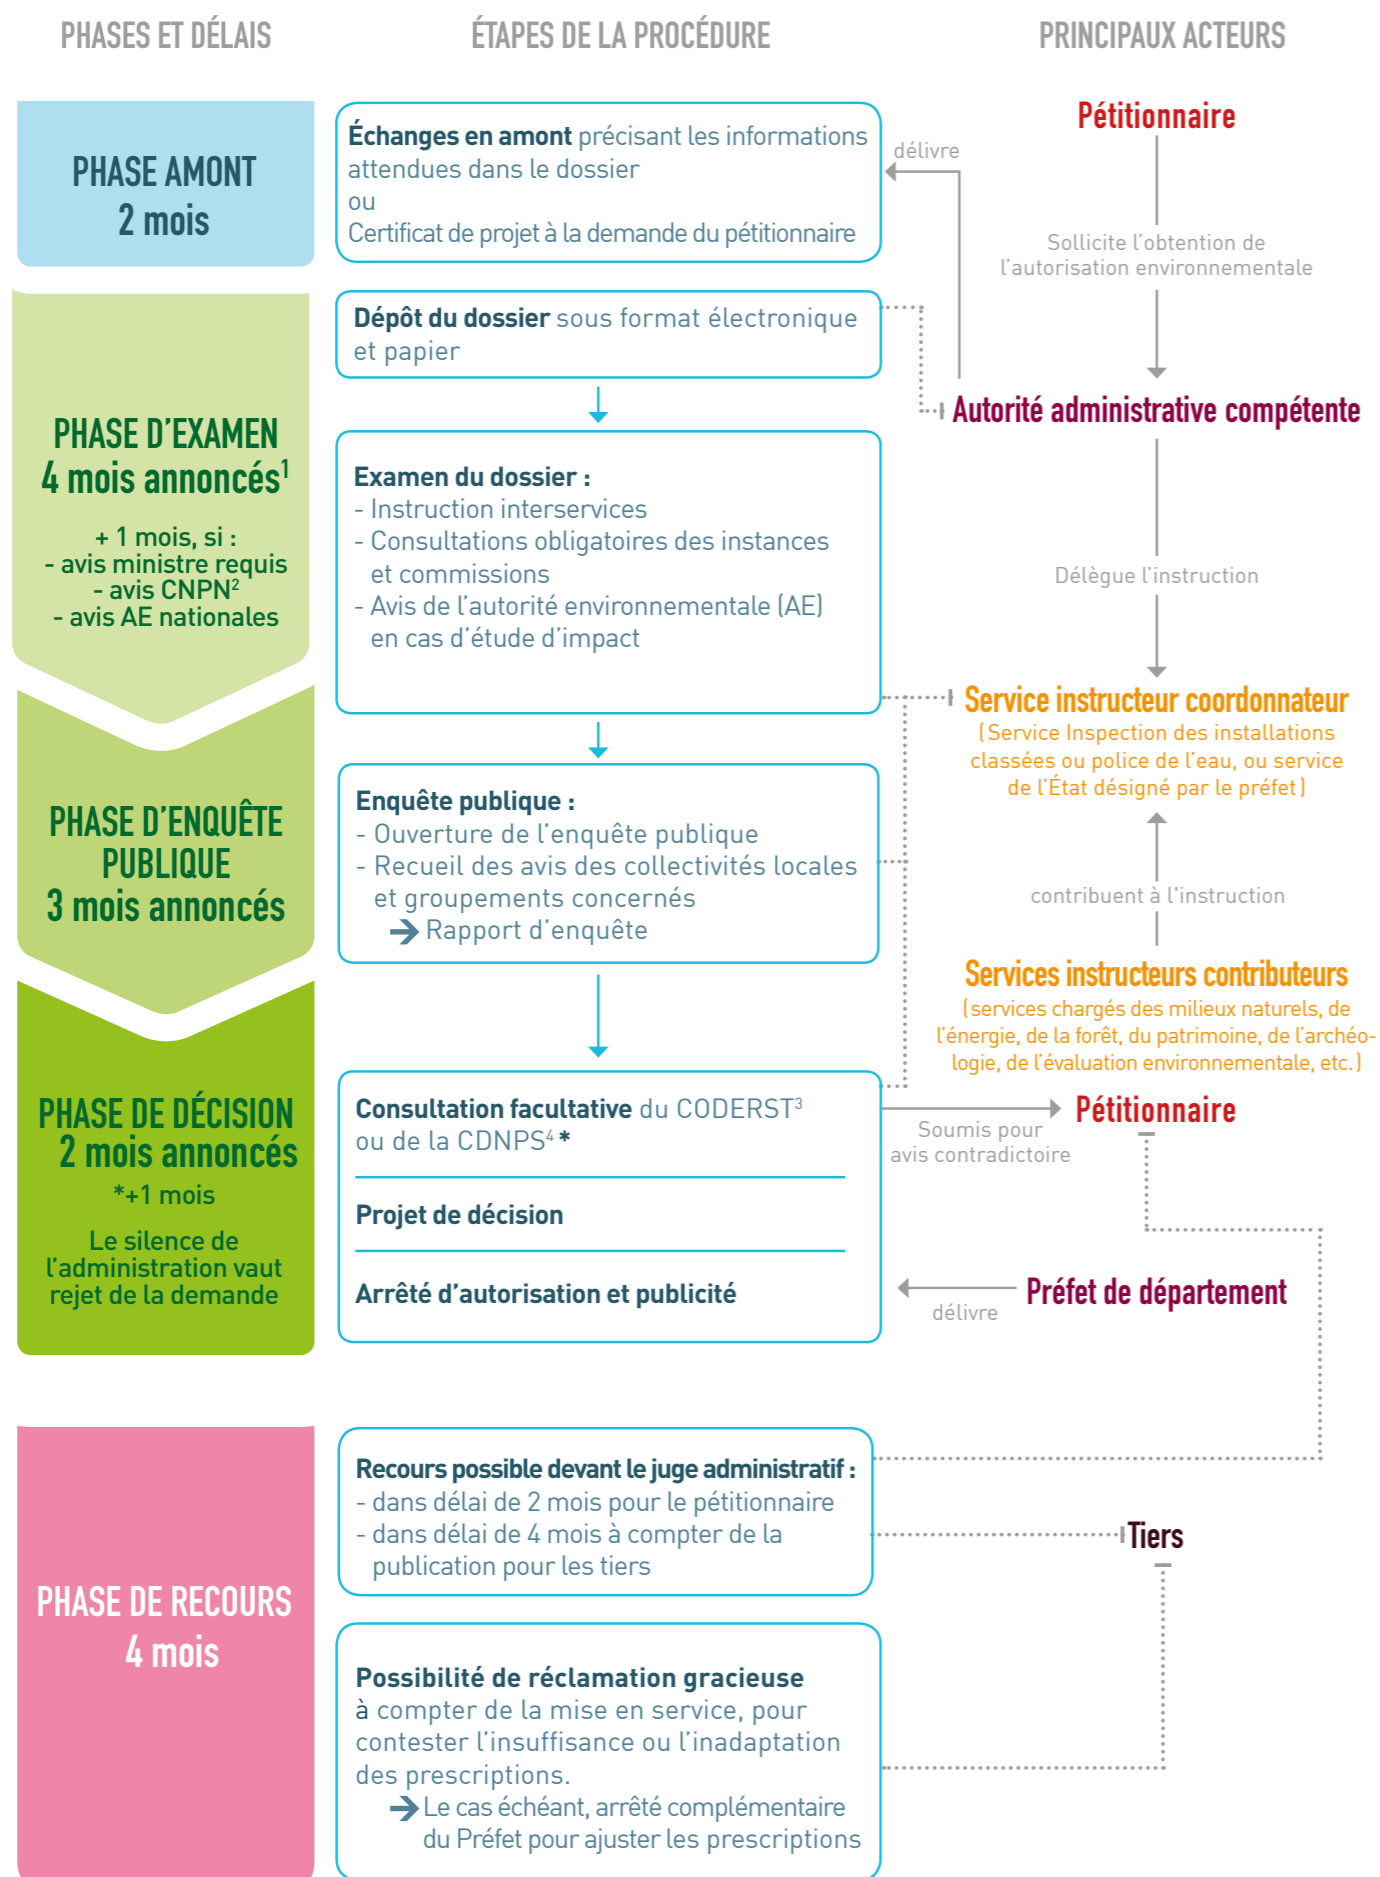 PHASES ET DÉLAIS
ÉTAPES DE LA PROCÉDURE
PRINCIPAUX ACTEURS
PHASE AMONT
2 mois
Échanges en amont précisant les informations
attendues dans le dossier
ou
Certificat de projet à la demande du pétitionnaire
délivre
Pétitionnaire
Sollicite l’obtention de
l’autorisation environnementale
Dépôt du dossier sous format électronique
et papier
Autorité administrative compétente
PHASE D’EXAMEN
4 mois annoncés1
+ 1 mois, si :
- avis ministre requis
- avis CNPN2
- avis AE nationales
Examen du dossier :
- Instruction interservices
- Consultations obligatoires des instances
et commissions
- Avis de l’autorité environnementale (AE)
en cas d’étude d’impact
Délègue l’instruction
Service instructeur coordonnateur
(Service Inspection des installations
classées ou police de l’eau, ou service
de l’État désigné par le préfet)
PHASE D’ENQUÊTE
PUBLIQUE
3 mois annoncés
Enquête publique :
- Ouverture de l’enquête publique
- Recueil des avis des collectivités locales
et groupements concernés
→ Rapport d’enquête
contribuent à l'instruction
Services instructeurs contributeurs
(services chargés des milieux naturels, de
l’énergie, de la forêt, du patrimoine, de l’archéo-
logie, de l’évaluation environnementale, etc.)
PHASE DE DÉCISION
2 mois annoncés
*+1 mois
Le silence de
l’administration vaut
rejet de la demande
Consultation facultative du CODERST3
ou de la CDNPS4 *
Projet de décision
Arrêté d’autorisation et publicité
Soumis pour
avis contradictoire
Pétitionnaire
délivre
Préfet de département
PHASE DE RECOURS
4 mois
Recours possible devant le juge administratif :
- dans délai de 2 mois pour le pétitionnaire
- dans délai de 4 mois à compter de la
publication pour les tiers
Tiers
Possibilité de réclamation gracieuse
à compter de la mise en service, pour
contester l’insuffisance ou l’inadaptation
des prescriptions.
→ Le cas échéant, arrêté complémentaire
du Préfet pour ajuster les prescriptions